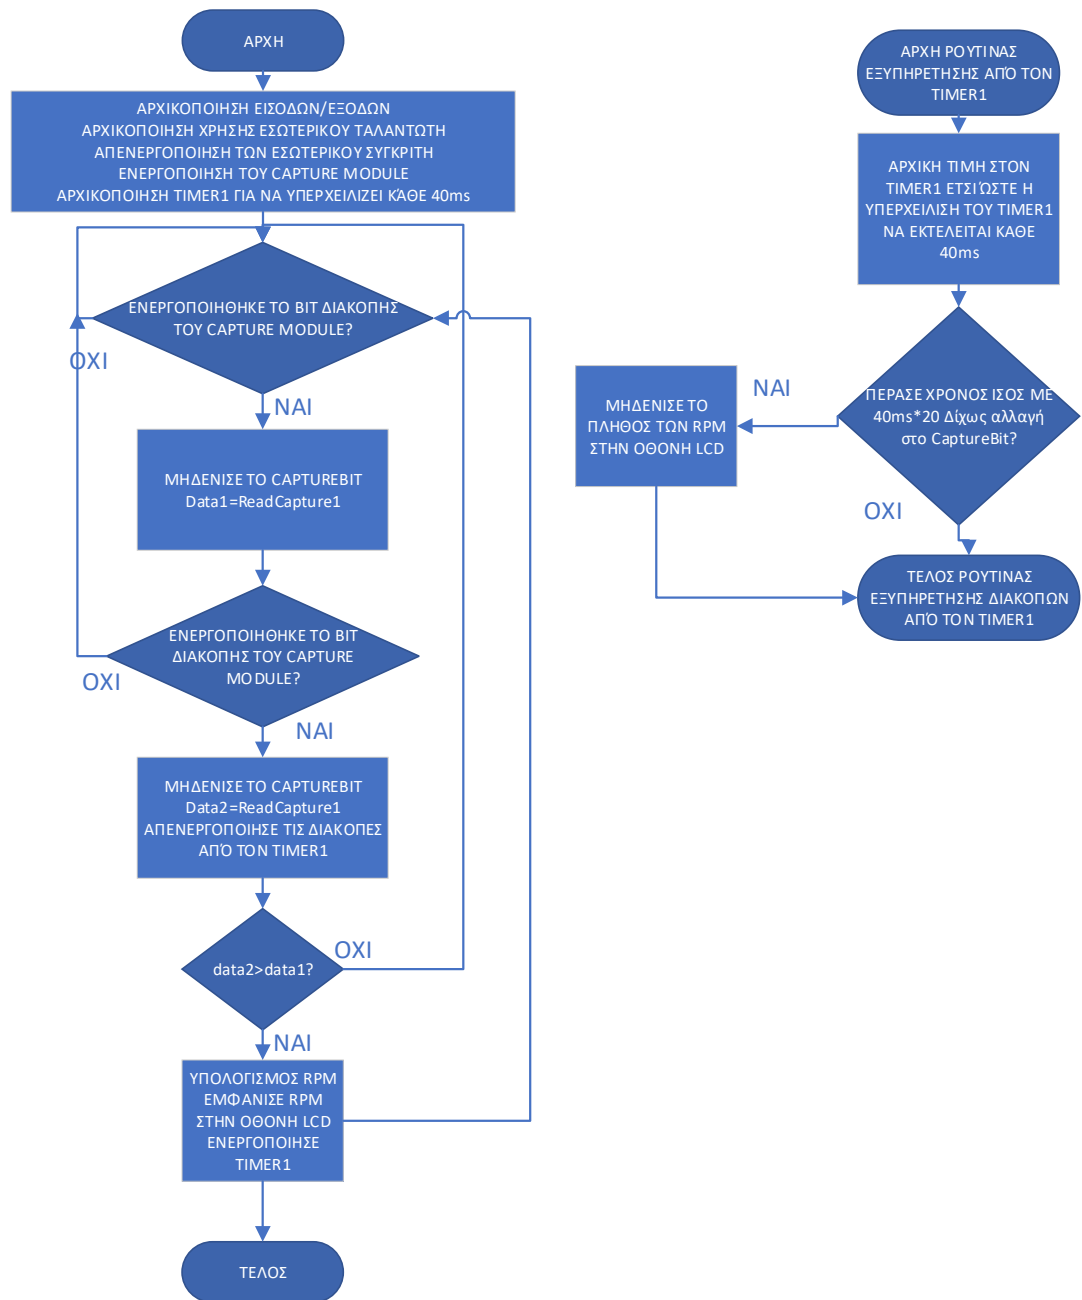 ΑΡΧΗ
ΑΡΧΙΚΟΠΟΙΗΣΗ ΕΙΣΟΔΩΝ/ΕΞΟΔΩΝ
ΑΡΧΙΚΟΠΟΙΗΣΗ ΧΡΗΣΗΣ ΕΣΩΤΕΡΙΚΟΥ ΤΑΛΑΝΤΩΤΗ
ΑΠΕΝΕΡΓΟΠΟΙΗΣΗ ΤΩΝ ΕΣΩΤΕΡΙΚΟΥ ΣΥΓΚΡΙΤΗ
ΕΝΕΡΓΟΠΟΙΗΣΗ ΤΟΥ CAPTURE MODULE
ΑΡΧΙΚΟΠΟΙΗΣΗ TIMER1 ΓΙΑ ΝΑ ΥΠΕΡΧΕΙΛΙΖΕΙ ΚΆΘΕ 40ms
ΕΝΕΡΓΟΠΟΙΗΘΗΚΕ ΤΟ ΒΙΤ ΔΙΑΚΟΠΗΣ
ΤΟΥ CAPTURE MODULE?
ΟΧΙ
ΝΑΙ
ΜΗΔΕΝΙΣΕ ΤΟ CAPTUREBIT
Data1=ReadCapture1
ΕΝΕΡΓΟΠΟΙΗΘΗΚΕ ΤΟ ΒΙΤ
ΔΙΑΚΟΠΗΣ ΤΟΥ CAPTURE
MODULE?
ΟΧΙ
ΝΑΙ
ΜΗΔΕΝΙΣΕ ΤΟ CAPTUREBIT
Data2=ReadCapture1
ΑΠΕΝΕΡΓΟΠΟΙΗΣΕ ΤΙΣ ΔΙΑΚΟΠΕΣ
ΑΠΌ ΤΟΝ TIMER1
data2>data1?
ΟΧΙ
ΝΑΙ
ΥΠΟΛΟΓΙΣΜΟΣ RPM
ΕΜΦΑΝΙΣΕ RPM
ΣΤΗΝ ΟΘΟΝΗ LCD
ΕΝΕΡΓΟΠΟΙΗΣΕ
TIMER1
ΤΕΛΟΣ
ΑΡΧΗ ΡΟΥΤΙΝΑΣ
ΕΞΥΠΗΡΕΤΗΣΗΣ ΑΠΌ ΤΟΝ
TIMER1
ΑΡΧΙΚΗ ΤΙΜΗ ΣΤΟΝ
TIMER1 ΕΤΣΙ ΏΣΤΕ Η
ΥΠΕΡΧΕΙΛΙΣΗ ΤΟΥ TIMER1
ΝΑ ΕΚΤΕΛΕΙΤΑΙ ΚΑΘΕ
40ms
ΠΕΡΑΣΕ ΧΡΟΝΟΣ ΙΣΟΣ ΜΕ
40ms*20 Δίχως αλλαγή
στο CaptureBit?
ΝΑΙ
ΜΗΔΕΝΙΣΕ ΤΟ
ΠΛΗΘΟΣ ΤΩΝ RPM
ΣΤΗΝ ΟΘΟΝΗ LCD
ΟΧΙ
ΤΕΛΟΣ ΡΟΥΤΙΝΑΣ
ΕΞΥΠΗΡΕΤΗΣΗΣ ΔΙΑΚΟΠΩΝ
ΑΠΌ ΤΟΝ TIMER1